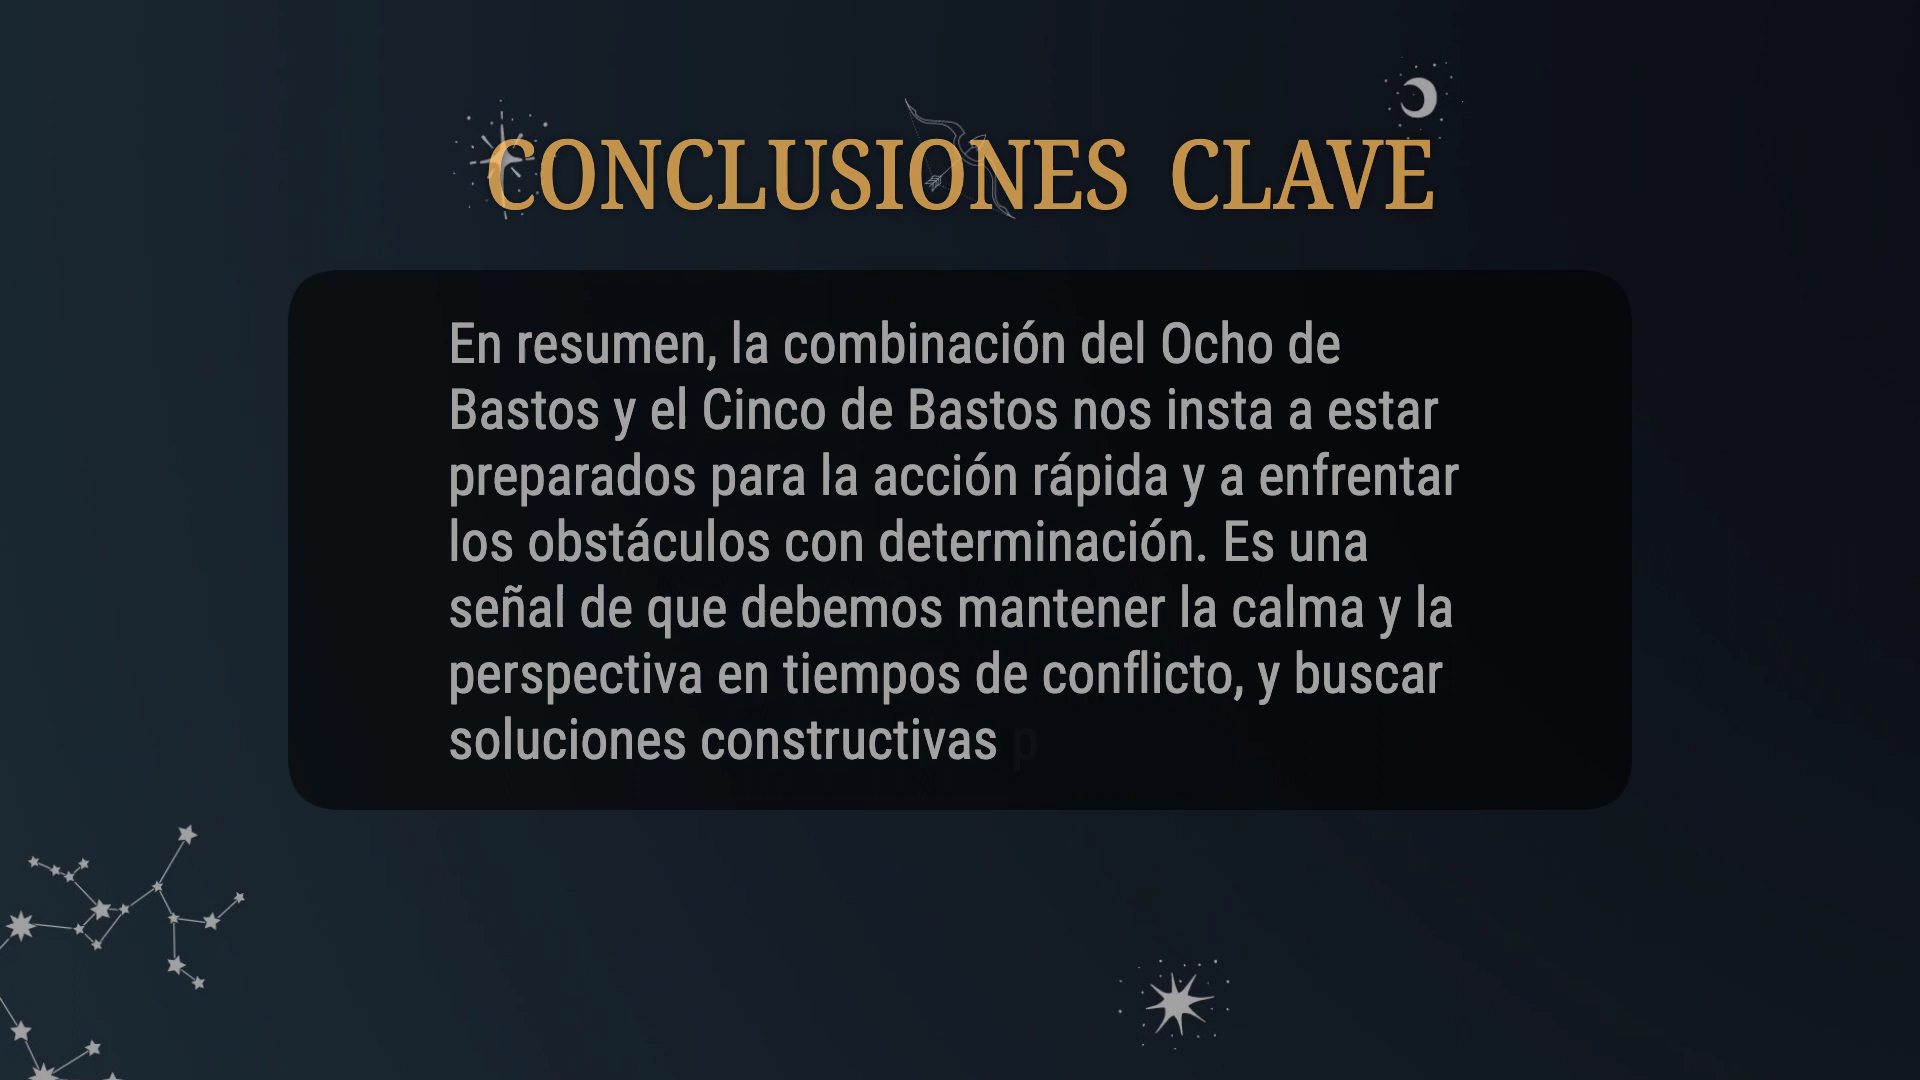 CONCLUSIONES CLAVE
En resumen, la combinación del Ocho de
Bastos y el Cinco de Bastos nos insta a estar
preparados para la acción rápida y a enfrentar
los obstáculos con determinación. Es una
señal de que debemos mantener la calma y la
perspectiva en tiempos de conflicto, y buscar
soluciones constructivas p